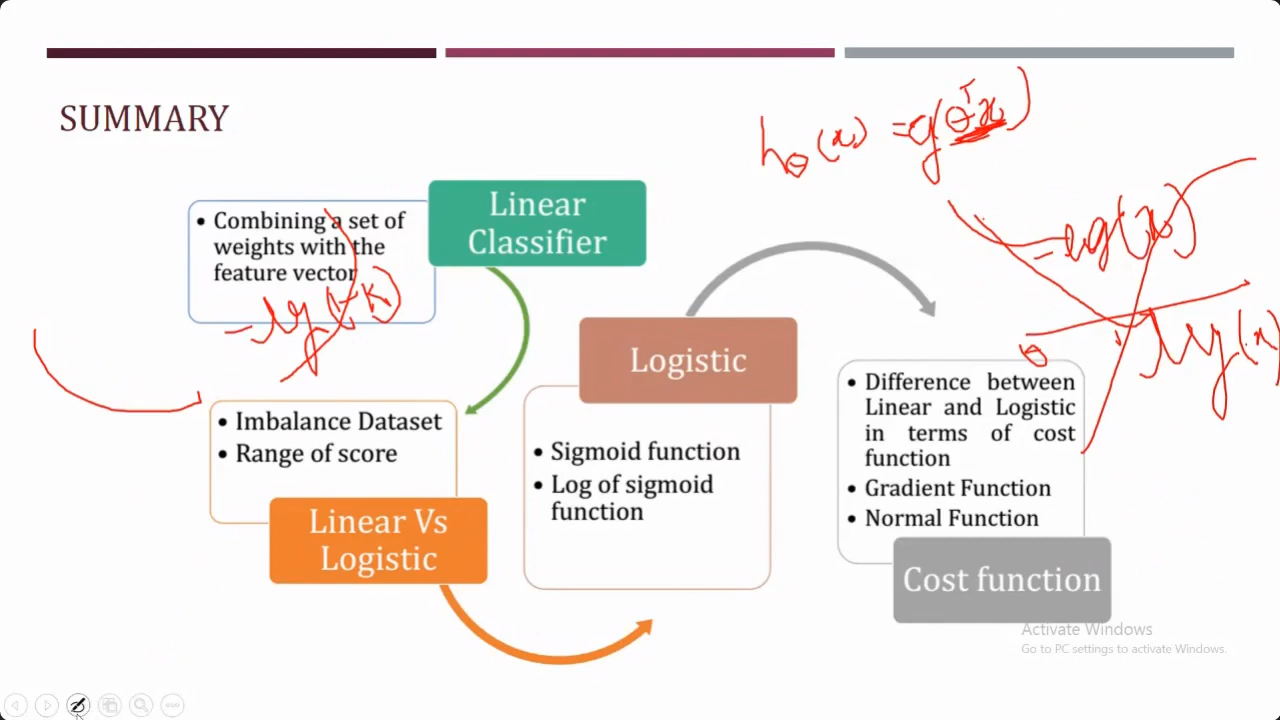 SUMMARY
h_θ(x) = g(θ^T x)
Linear
Classifier
• Combining a set of
weights with the
feature vector
-log(x)
log(x)
θ
• Imbalance Dataset
• Range of score
Linear Vs
Logistic
Logistic
• Sigmoid function
• Log of sigmoid
function
• Difference between
Linear and Logistic
in terms of cost
function
• Gradient Function
• Normal Function
Cost function
Activate Windows
Go to PC settings to activate Windows.